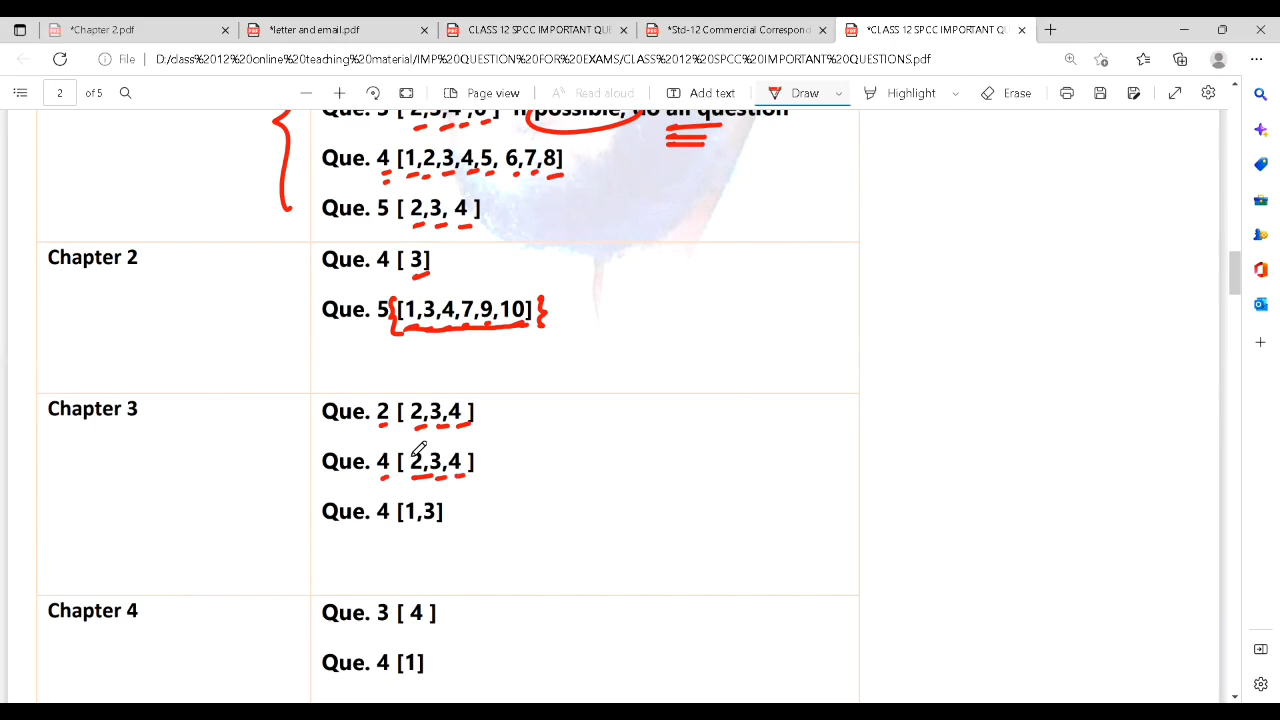 *Chapter 2.pdf
*letter and email.pdf
CLASS 12 SPCC IMPORTANT QUE
*Std-12 Commercial Correspond
*CLASS 12 SPCC IMPORTANT QU
File
D:/class%2012%20online%20teaching%20material/IMP%20QUESTION%20FOR%20EXAMS/CLASS%2012%20SPCC%20IMPORTANT%20QUESTIONS.pdf
2 of 5
Page view
Read aloud
Add text
Draw
Highlight
Erase
possible, do all question
Que. 4 [1,2,3,4,5, 6,7,8]
Que. 5 [ 2,3, 4 ]
Chapter 2
Que. 4 [ 3]
Que. 5 [1,3,4,7,9,10]
Chapter 3
Que. 2 [ 2,3,4 ]
Que. 4 [ 2,3,4 ]
Que. 4 [1,3]
Chapter 4
Que. 3 [ 4 ]
Que. 4 [1]